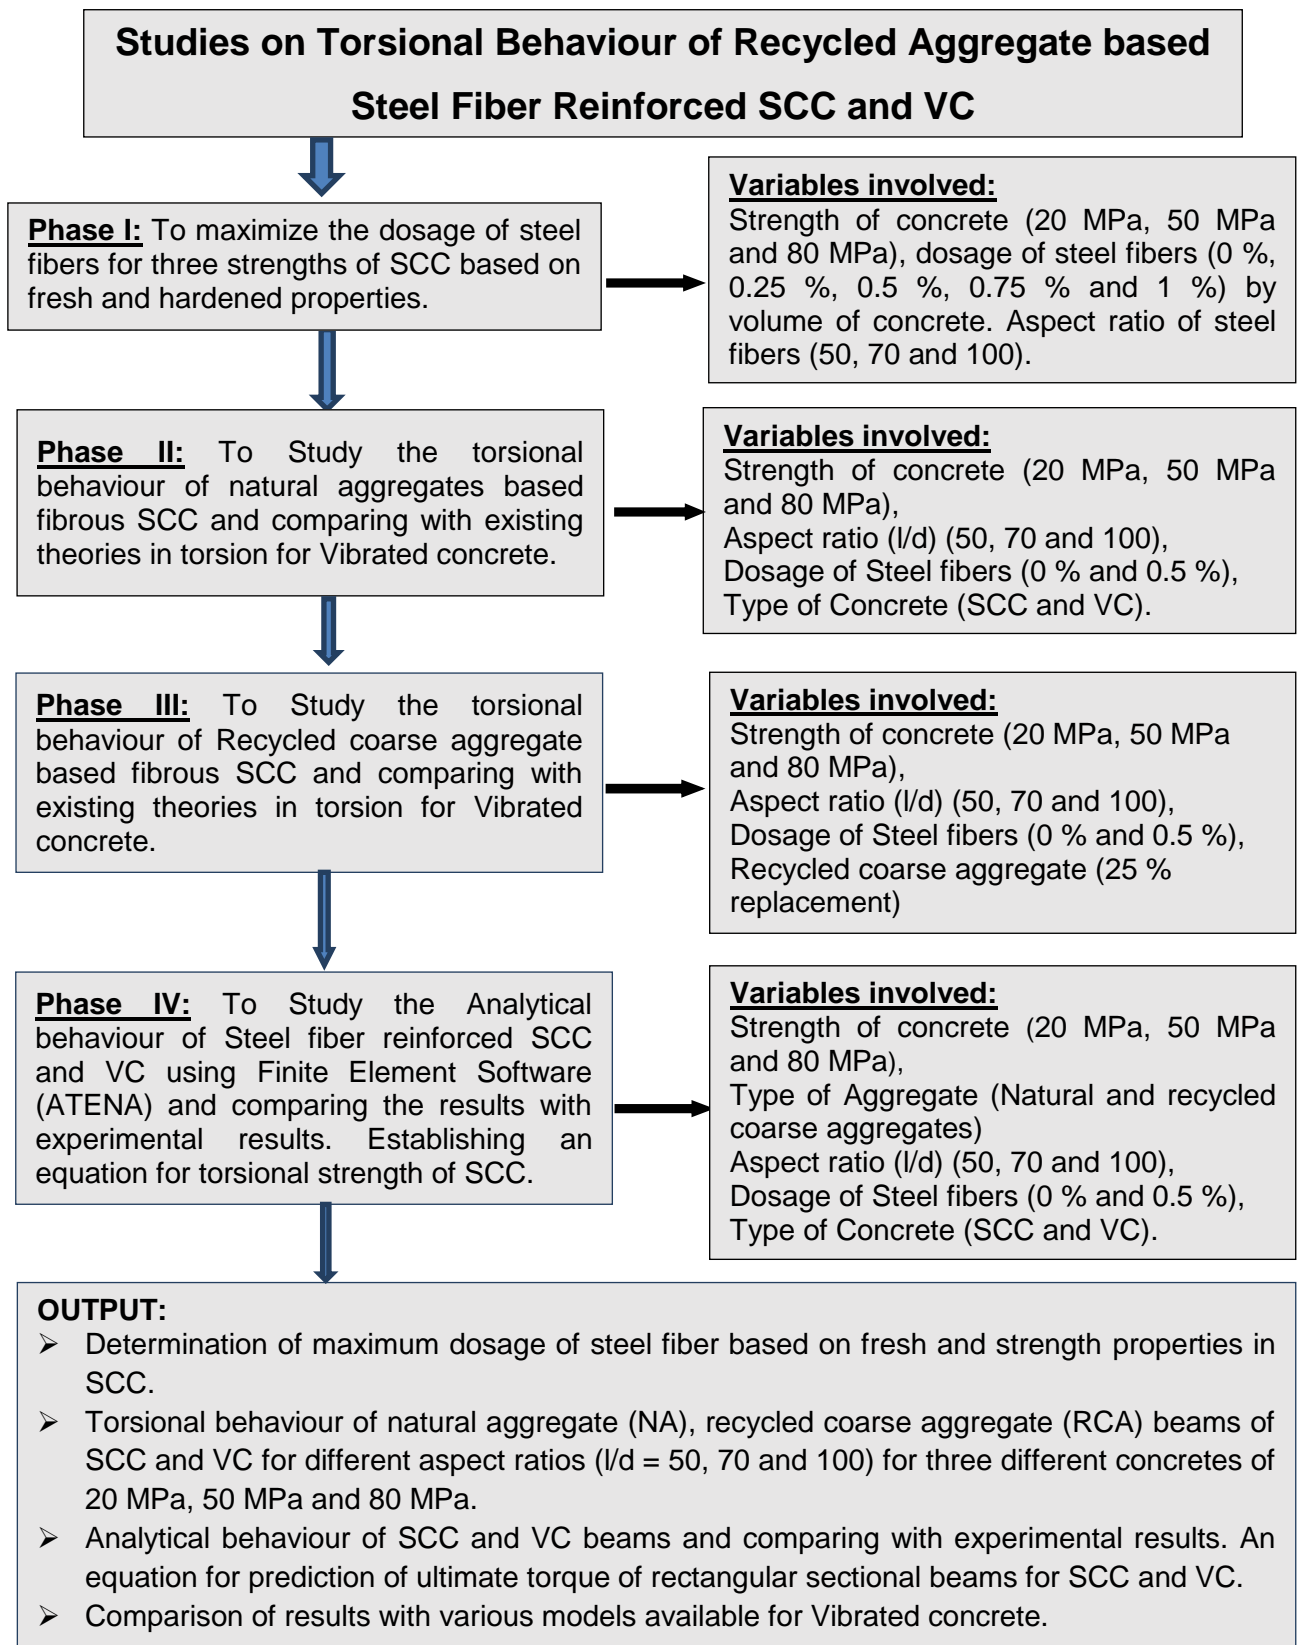 Studies on Torsional Behaviour of Recycled Aggregate based
Steel Fiber Reinforced SCC and VC
Phase I: To maximize the dosage of steel
fibers for three strengths of SCC based on
fresh and hardened properties.
Variables involved:
Strength of concrete (20 MPa, 50 MPa
and 80 MPa), dosage of steel fibers (0 %,
0.25 %, 0.5 %, 0.75 % and 1 %) by
volume of concrete. Aspect ratio of steel
fibers (50, 70 and 100).
Phase II: To Study the torsional
behaviour of natural aggregates based
fibrous SCC and comparing with existing
theories in torsion for Vibrated concrete.
Variables involved:
Strength of concrete (20 MPa, 50 MPa
and 80 MPa),
Aspect ratio (l/d) (50, 70 and 100),
Dosage of Steel fibers (0 % and 0.5 %),
Type of Concrete (SCC and VC).
Phase III: To Study the torsional
behaviour of Recycled coarse aggregate
based fibrous SCC and comparing with
existing theories in torsion for Vibrated
concrete.
Variables involved:
Strength of concrete (20 MPa, 50 MPa
and 80 MPa),
Aspect ratio (l/d) (50, 70 and 100),
Dosage of Steel fibers (0 % and 0.5 %),
Recycled coarse aggregate (25 %
replacement)
Phase IV: To Study the Analytical
behaviour of Steel fiber reinforced SCC
and VC using Finite Element Software
(ATENA) and comparing the results with
experimental results. Establishing an
equation for torsional strength of SCC.
Variables involved:
Strength of concrete (20 MPa, 50 MPa
and 80 MPa),
Type of Aggregate (Natural and recycled
coarse aggregates)
Aspect ratio (l/d) (50, 70 and 100),
Dosage of Steel fibers (0 % and 0.5 %),
Type of Concrete (SCC and VC).
OUTPUT:
➢ Determination of maximum dosage of steel fiber based on fresh and strength properties in
SCC.
➢ Torsional behaviour of natural aggregate (NA), recycled coarse aggregate (RCA) beams of
SCC and VC for different aspect ratios (l/d = 50, 70 and 100) for three different concretes of
20 MPa, 50 MPa and 80 MPa.
➢ Analytical behaviour of SCC and VC beams and comparing with experimental results. An
equation for prediction of ultimate torque of rectangular sectional beams for SCC and VC.
➢ Comparison of results with various models available for Vibrated concrete.